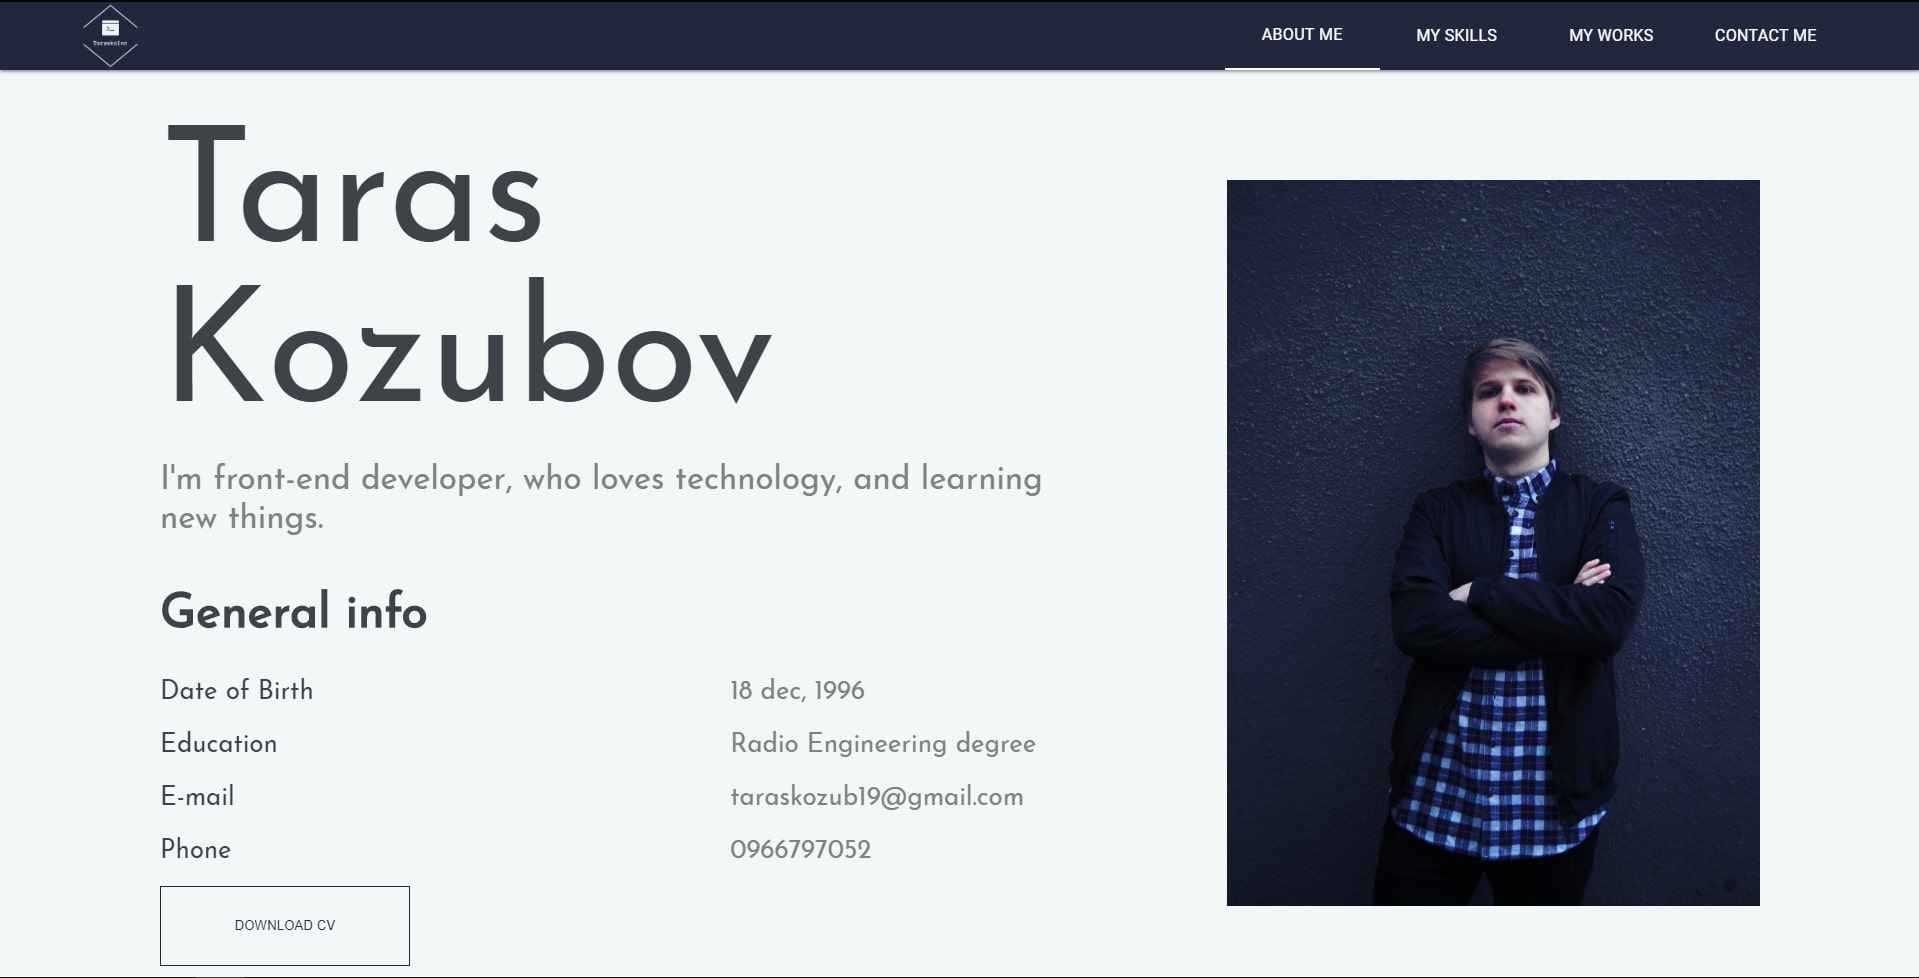 TaraskoInc
ABOUT ME
MY SKILLS
MY WORKS
CONTACT ME
Taras
Kozubov
I'm front-end developer, who loves technology, and learning
new things.
General info
Date of Birth
18 dec, 1996
Education
Radio Engineering degree
E-mail
taraskozub19@gmail.com
Phone
0966797052
DOWNLOAD CV